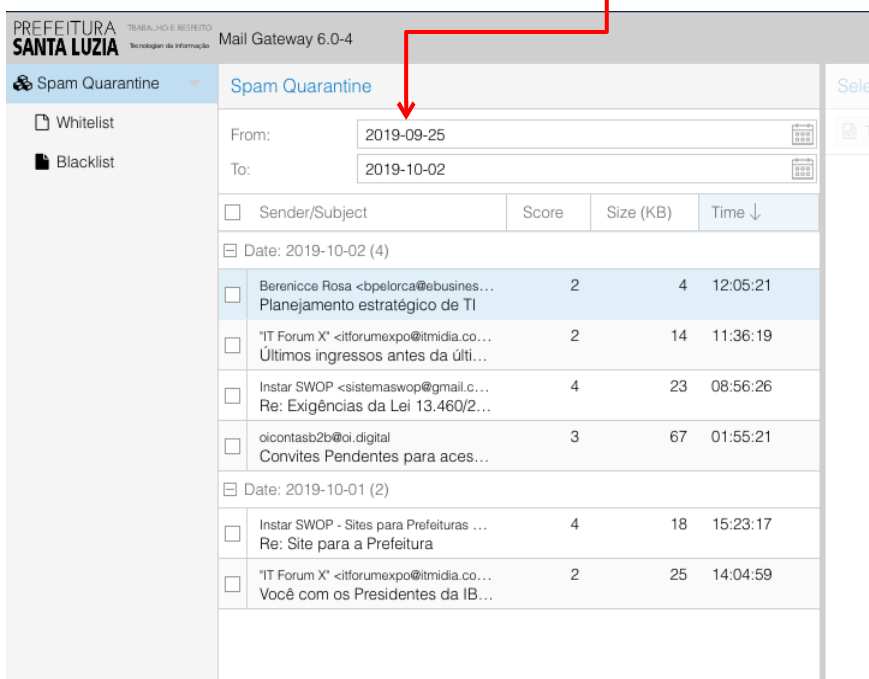 PREFEITURA TRABALHO E RESPEITO
SANTA LUZIA Tecnologian da informação
Mail Gateway 6.0-4
Spam Quarantine
Whitelist
Blacklist
Spam Quarantine
From: 2019-09-25
To: 2019-10-02
Sender/Subject Score Size (KB) Time ↓
Date: 2019-10-02 (4)
Berenicce Rosa <bpelorca@ebusines... 2 4 12:05:21
Planejamento estratégico de TI
"IT Forum X" <itforumexpo@itmidia.co... 2 14 11:36:19
Últimos ingressos antes da últi...
Instar SWOP <sistemaswop@gmail.c... 4 23 08:56:26
Re: Exigências da Lei 13.460/2...
oicontasb2b@oi.digital 3 67 01:55:21
Convites Pendentes para aces...
Date: 2019-10-01 (2)
Instar SWOP - Sites para Prefeituras ... 4 18 15:23:17
Re: Site para a Prefeitura
"IT Forum X" <itforumexpo@itmidia.co... 2 25 14:04:59
Você com os Presidentes da IB...
Sele
T